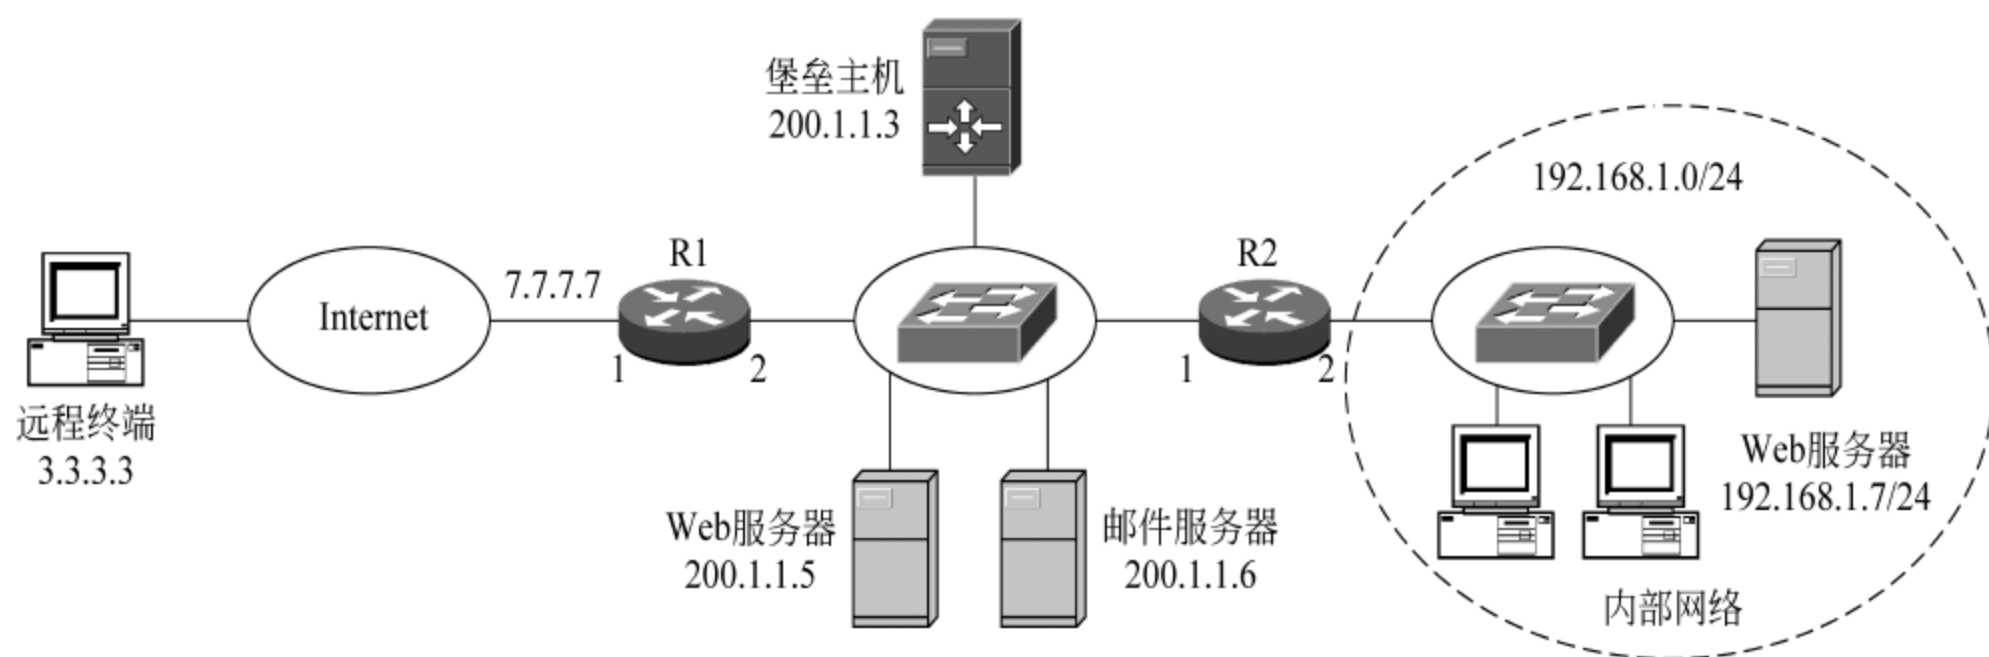 堡垒主机
200.1.1.3
192.168.1.0/24
R1
R2
7.7.7.7
Internet
1
2
1
2
远程终端
3.3.3.3
Web服务器
200.1.1.5
邮件服务器
200.1.1.6
Web服务器
192.168.1.7/24
内部网络